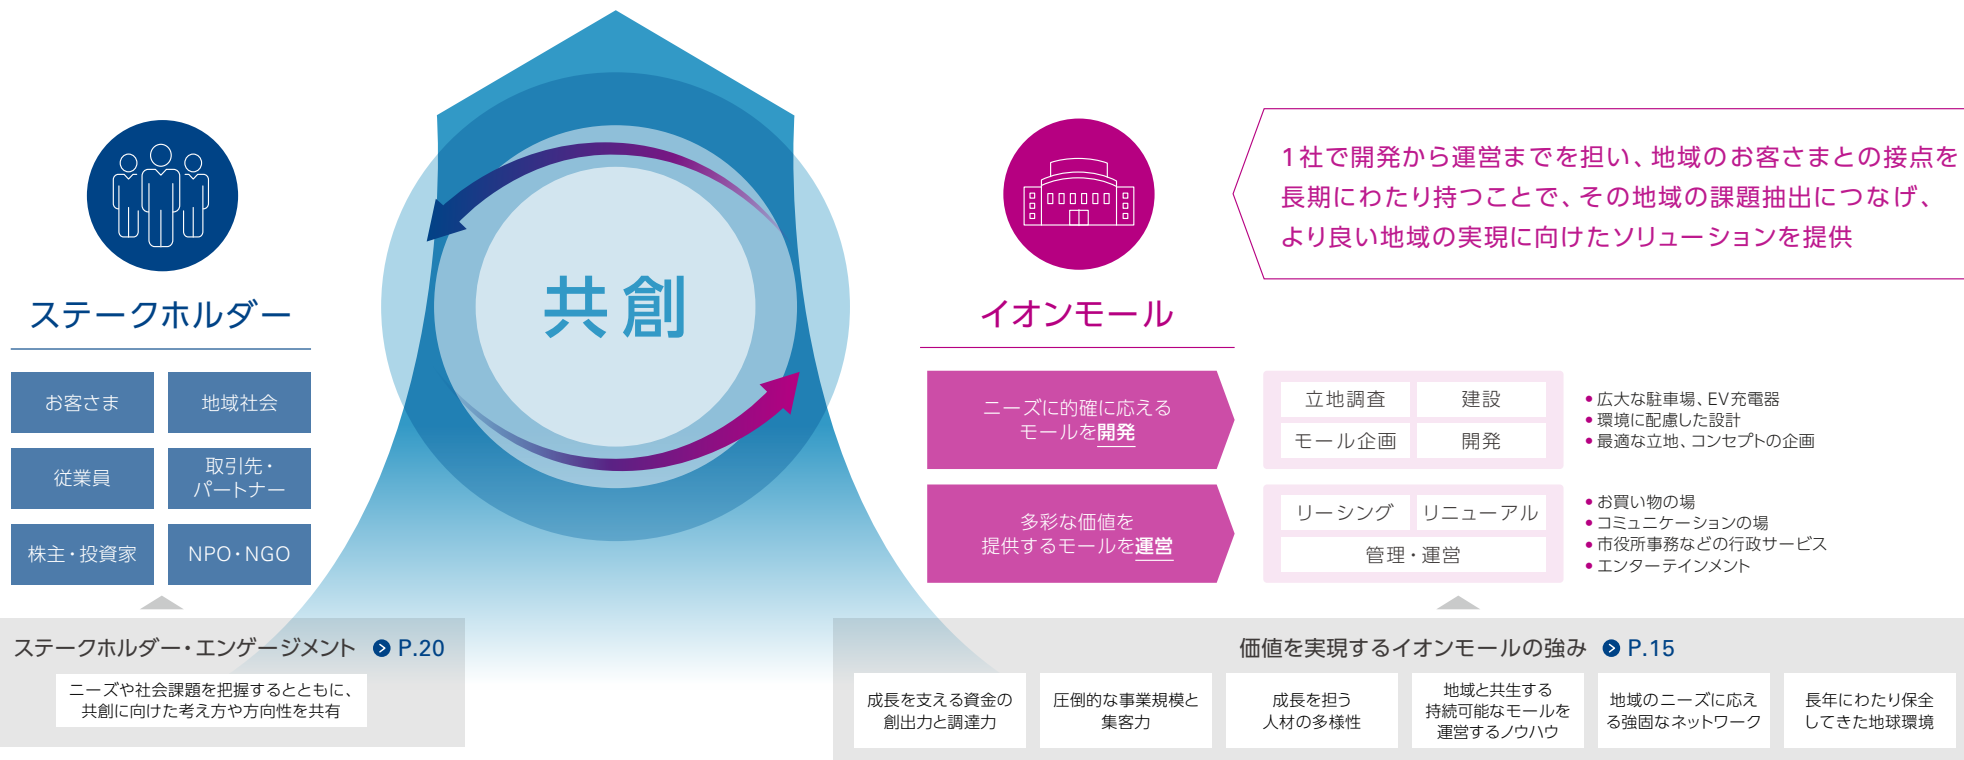 ステークホルダー
お客さま
地域社会
従業員
取引先・
パートナー
株主・投資家
NPO・NGO
ステークホルダー・エンゲージメント P.20
ニーズや社会課題を把握するとともに、
共創に向けた考え方や方向性を共有
共創
イオンモール
1社で開発から運営までを担い、地域のお客さまとの接点を
長期にわたり持つことで、その地域の課題抽出につなげ、
より良い地域の実現に向けたソリューションを提供
ニーズに的確に応える
モールを開発
立地調査
建設
モール企画
開発
• 広大な駐車場、EV充電器
• 環境に配慮した設計
• 最適な立地、コンセプトの企画
多彩な価値を
提供するモールを運営
リーシング
リニューアル
管理・運営
• お買い物の場
• コミュニケーションの場
• 市役所事務などの行政サービス
• エンターテインメント
価値を実現するイオンモールの強み P.15
成長を支える資金の
創出力と調達力
圧倒的な事業規模と
集客力
成長を担う
人材の多様性
地域と共生する
持続可能なモールを
運営するノウハウ
地域のニーズに応え
る強固なネットワーク
長年にわたり保全
してきた地球環境